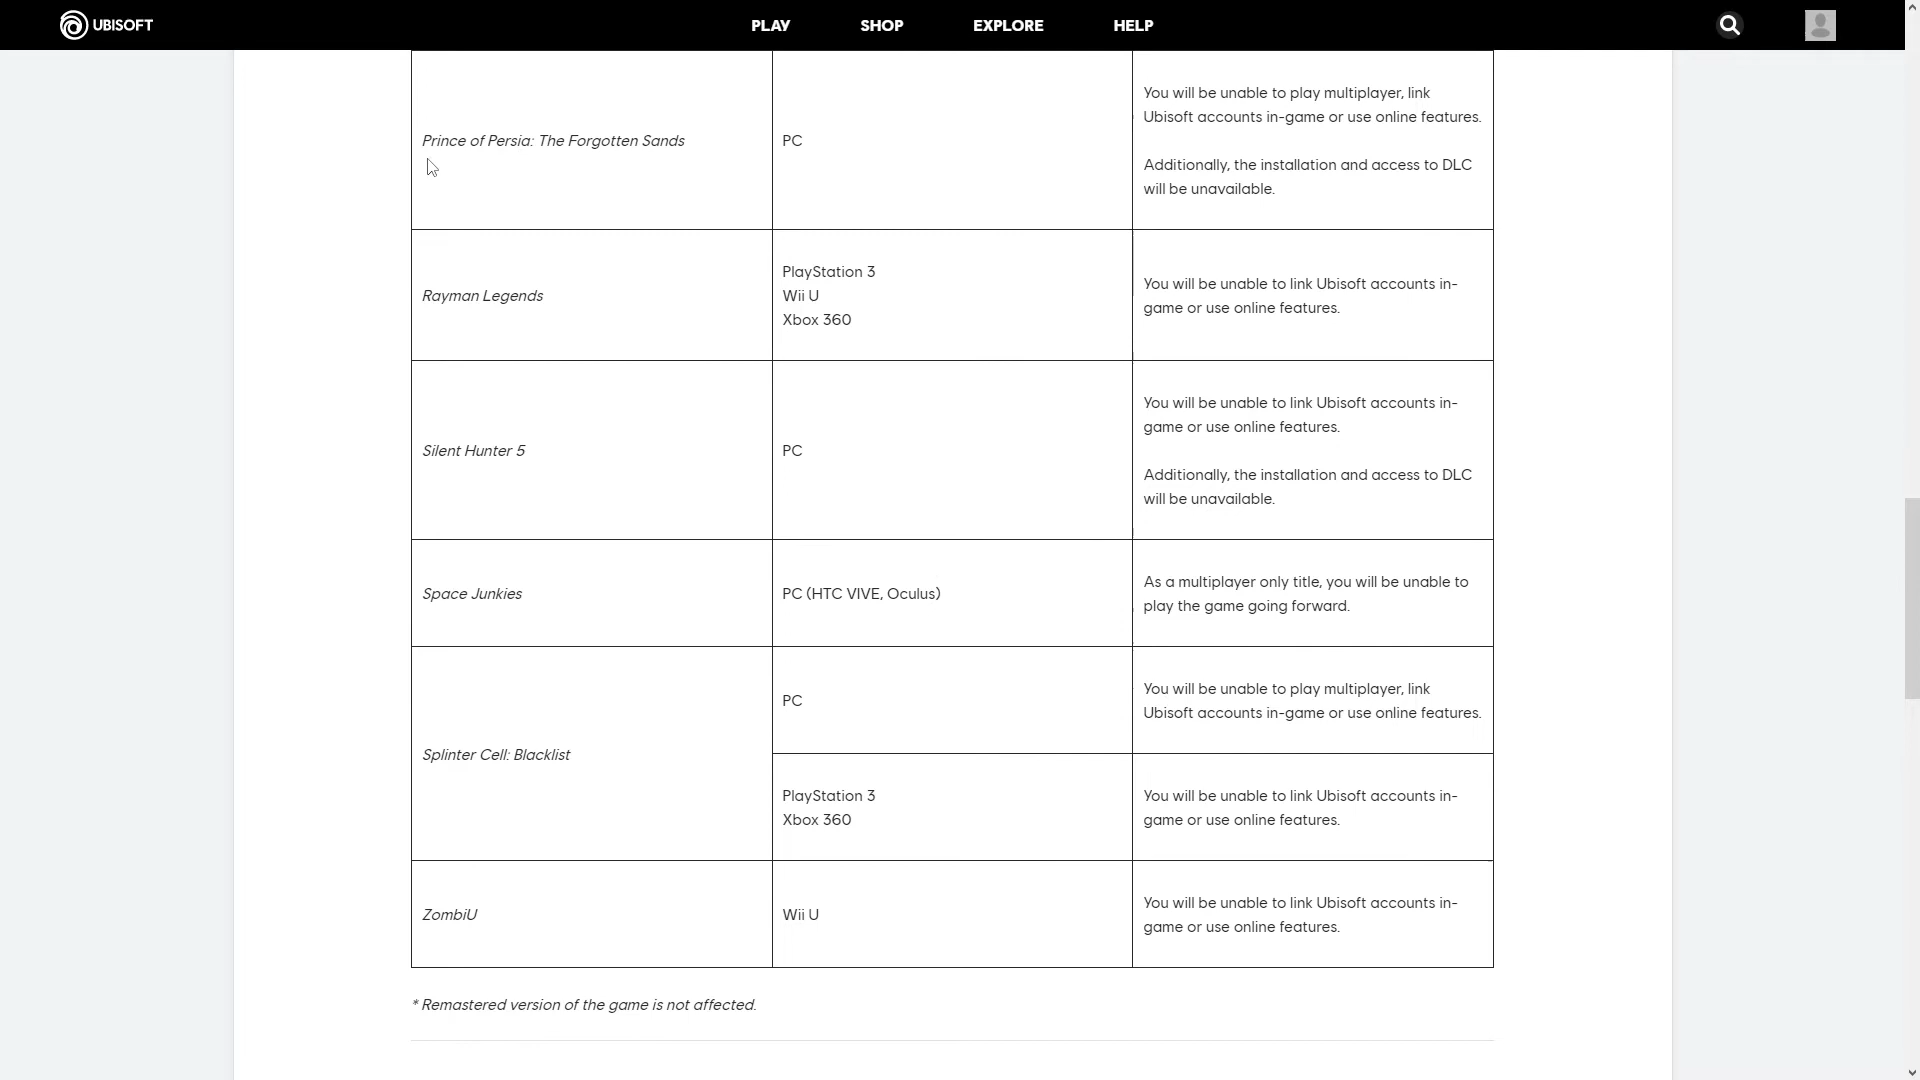 UBISOFT
PLAY
SHOP
EXPLORE
HELP
Prince of Persia: The Forgotten Sands
PC
You will be unable to play multiplayer, link
Ubisoft accounts in-game or use online features.
Additionally, the installation and access to DLC
will be unavailable.
Rayman Legends
PlayStation 3
Wii U
Xbox 360
You will be unable to link Ubisoft accounts in-
game or use online features.
Silent Hunter 5
PC
You will be unable to link Ubisoft accounts in-
game or use online features.
Additionally, the installation and access to DLC
will be unavailable.
Space Junkies
PC (HTC VIVE, Oculus)
As a multiplayer only title, you will be unable to
play the game going forward.
Splinter Cell: Blacklist
PC
You will be unable to play multiplayer, link
Ubisoft accounts in-game or use online features.
PlayStation 3
Xbox 360
You will be unable to link Ubisoft accounts in-
game or use online features.
ZombiU
Wii U
You will be unable to link Ubisoft accounts in-
game or use online features.
* Remastered version of the game is not affected.